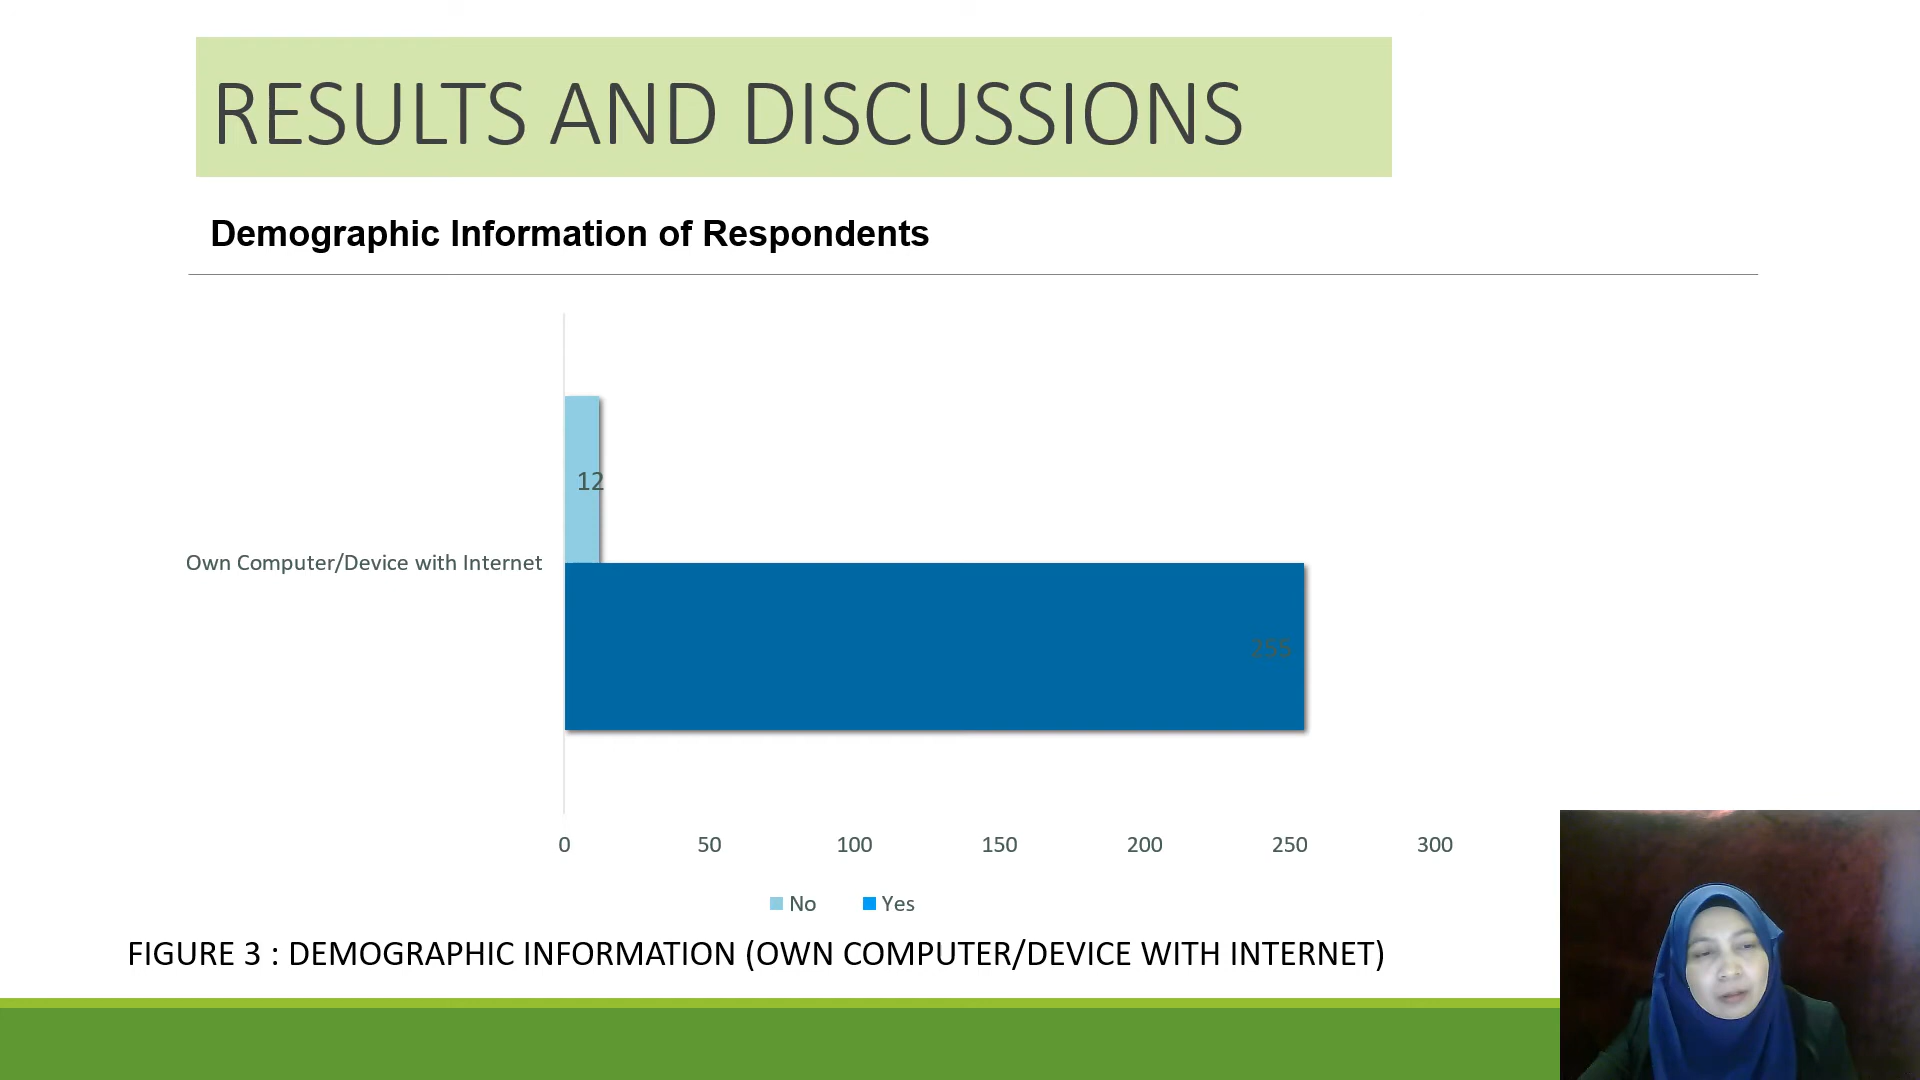 RESULTS AND DISCUSSIONS
Demographic Information of Respondents
12
Own Computer/Device with Internet
255
0 50 100 150 200 250 300
No Yes
FIGURE 3 : DEMOGRAPHIC INFORMATION (OWN COMPUTER/DEVICE WITH INTERNET)